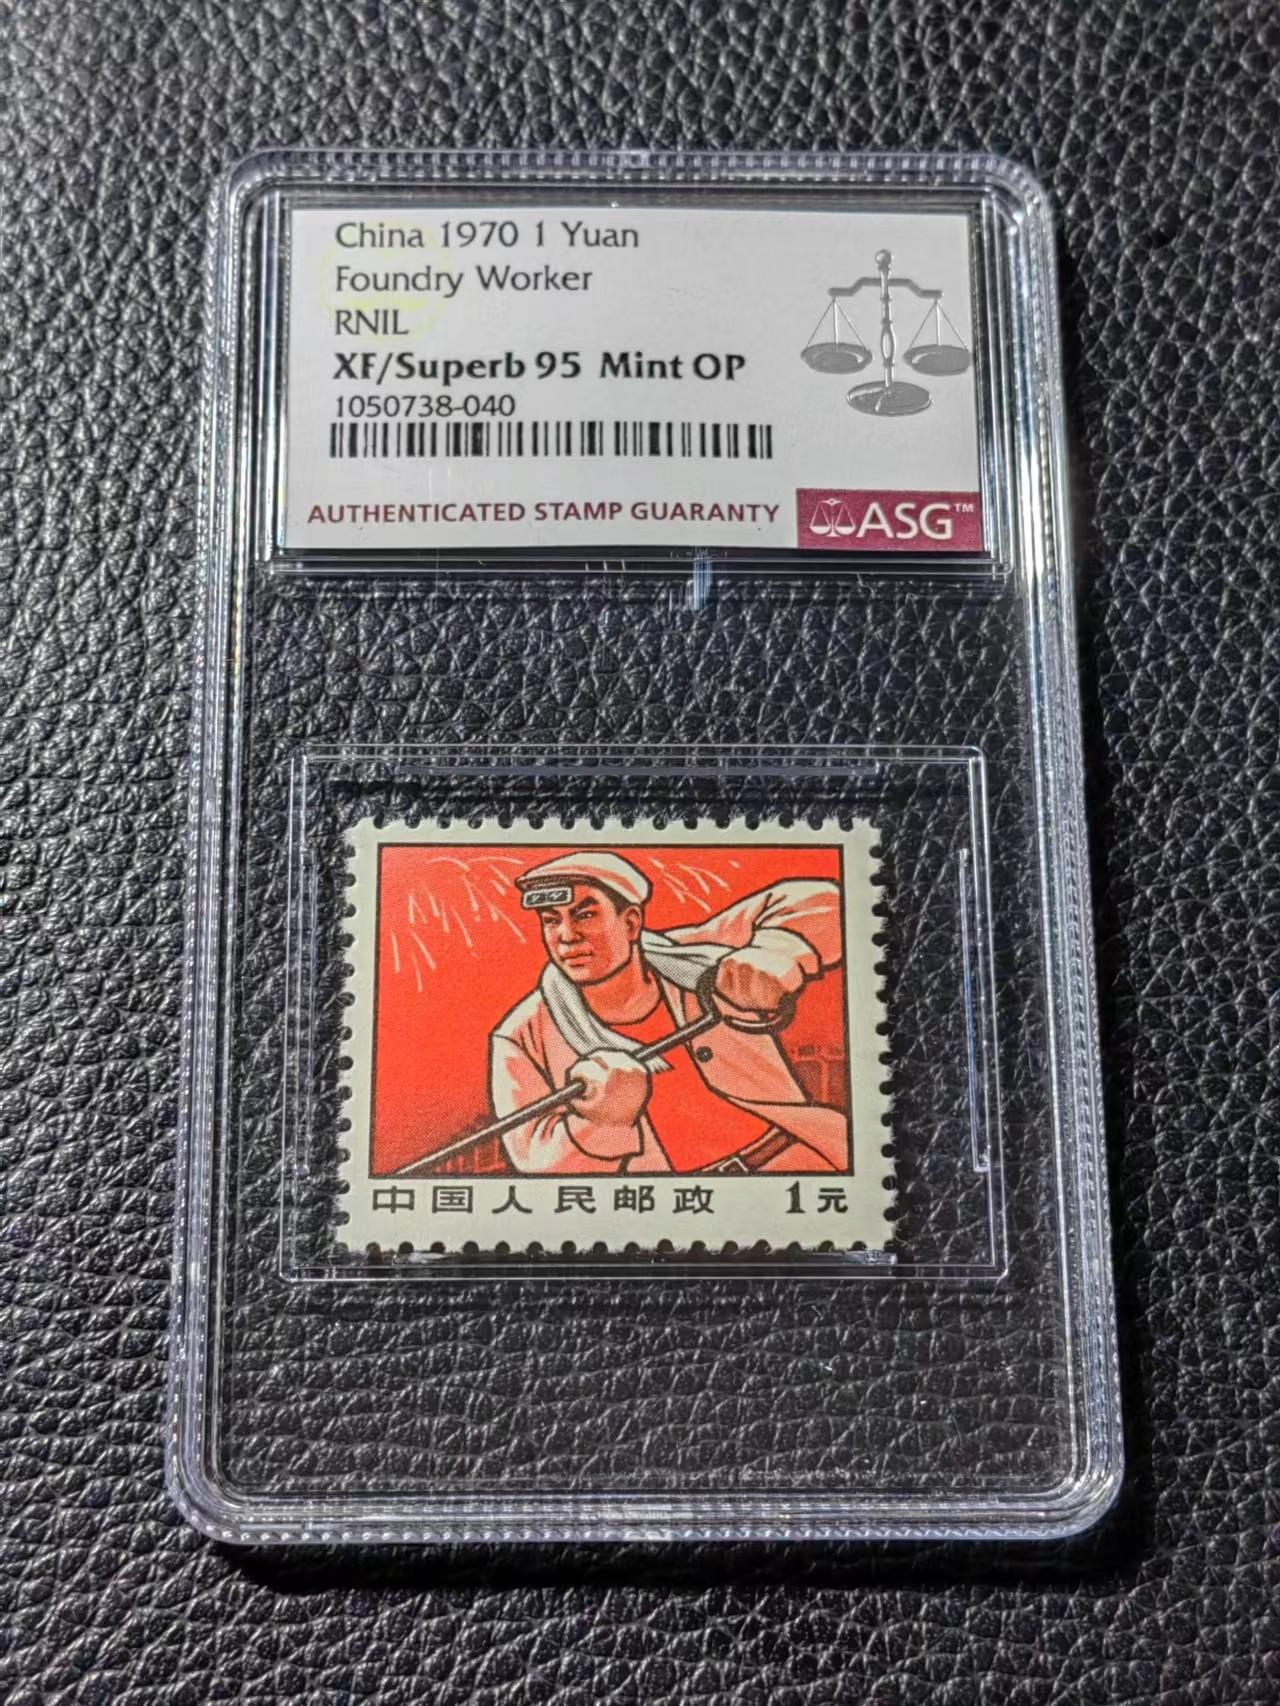 China 1970 1 Yuan
Foundry Worker
RNIL
XF/Superb 95 Mint OP
1050738-040
AUTHENTICATED STAMP GUARANTY ASG™
中国人民邮政 1元